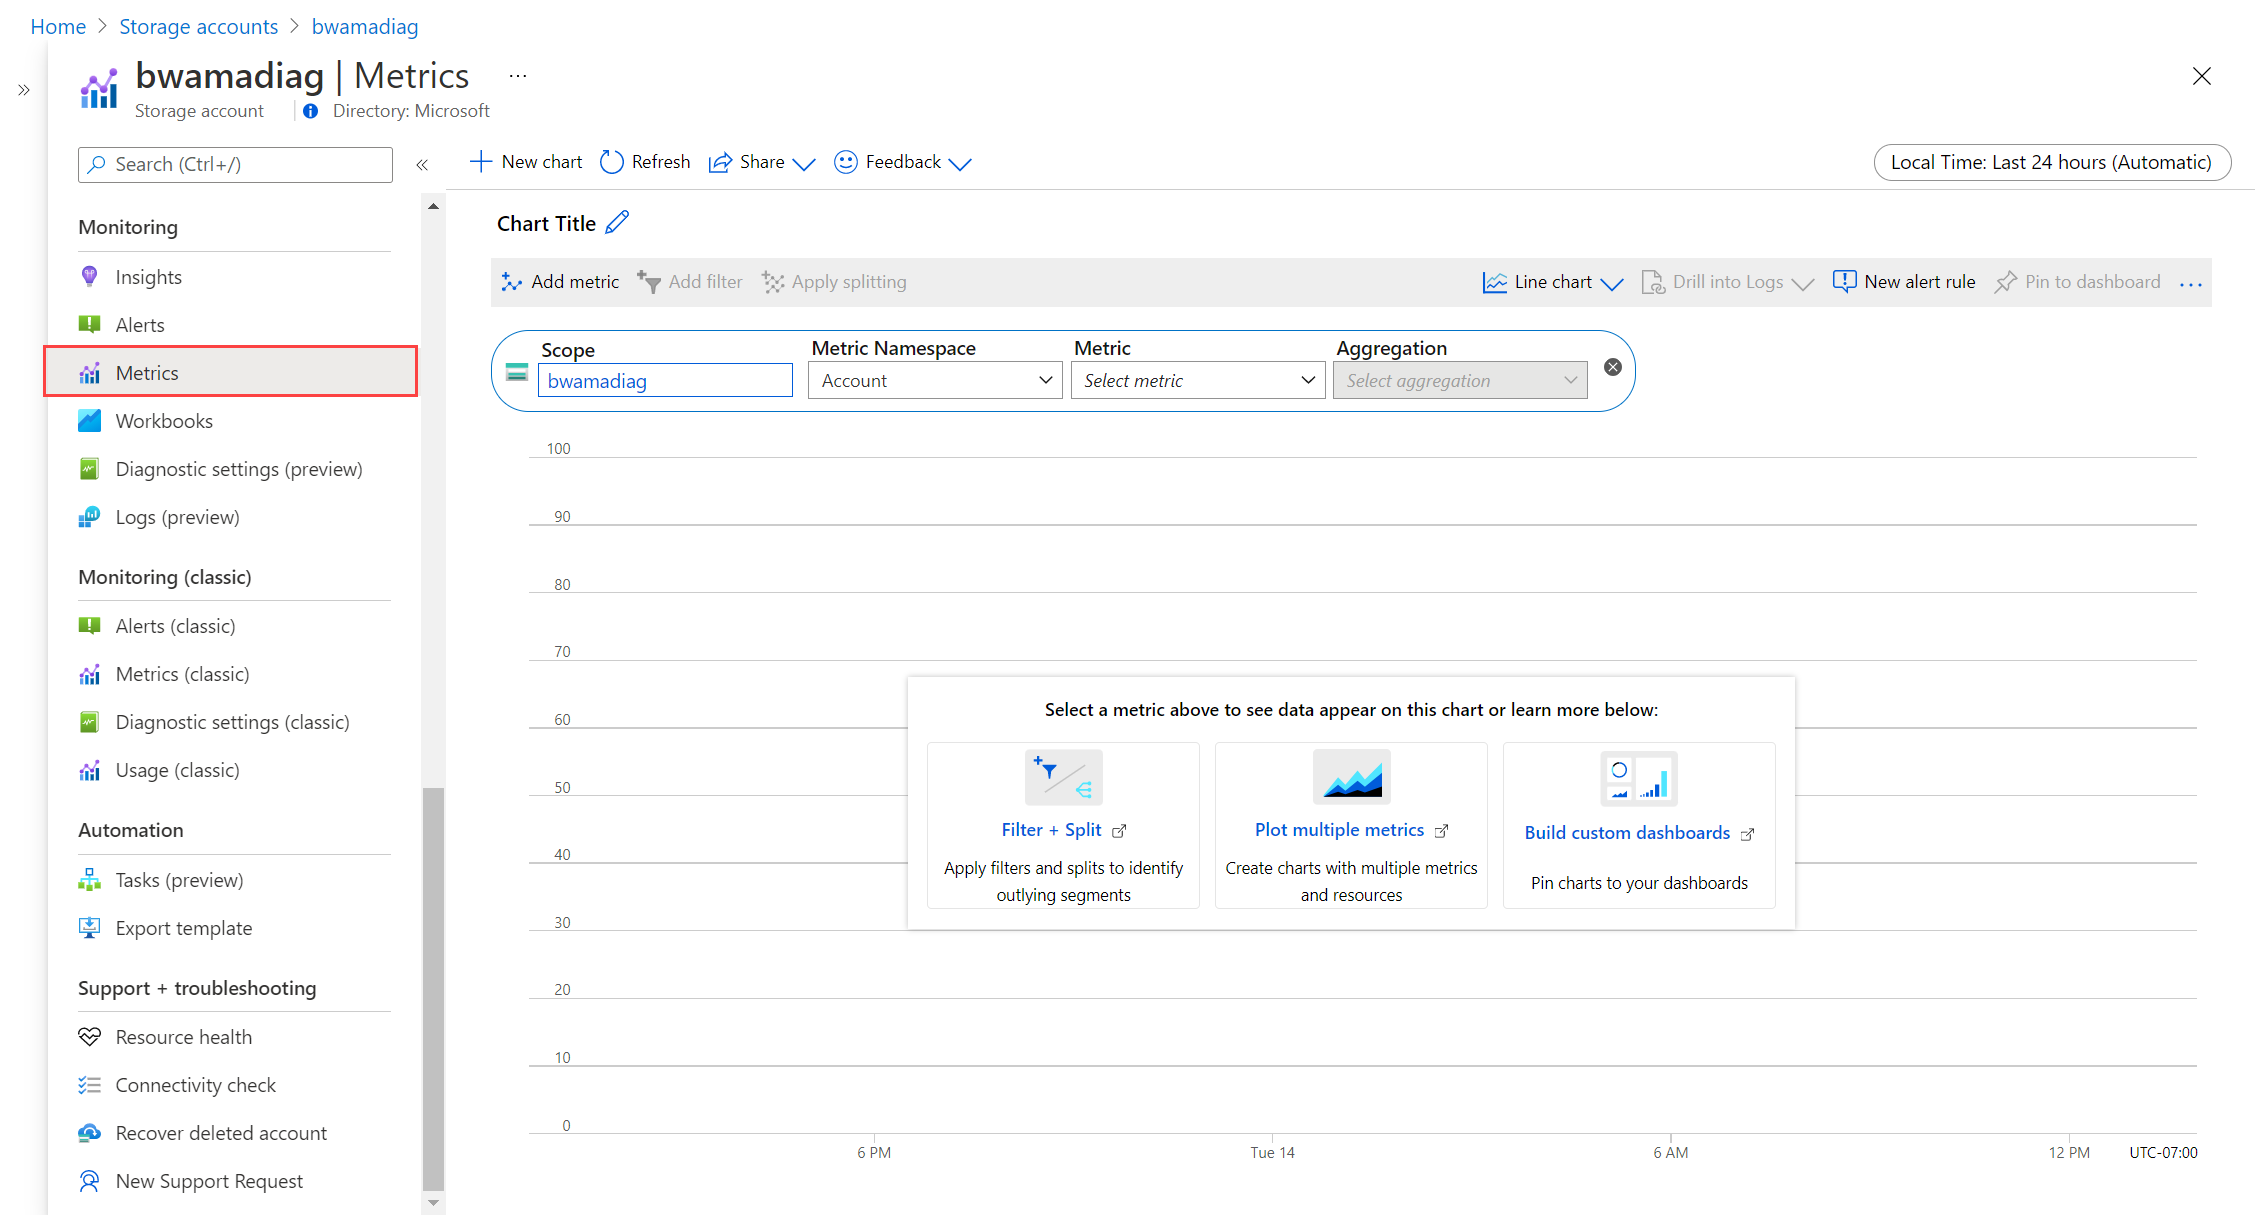 Home > Storage accounts > bwamadiag
bwamadiag | Metrics ...
Storage account
Directory: Microsoft
Search (Ctrl+/)
Monitoring
Insights
Alerts
Metrics
Workbooks
Diagnostic settings (preview)
Logs (preview)
Monitoring (classic)
Alerts (classic)
Metrics (classic)
Diagnostic settings (classic)
Usage (classic)
Automation
Tasks (preview)
Export template
Support + troubleshooting
Resource health
Connectivity check
Recover deleted account
New Support Request
New chart
Refresh
Share
Feedback
Local Time: Last 24 hours (Automatic)
Chart Title
Add metric
Add filter
Apply splitting
Line chart
Drill into Logs
New alert rule
Pin to dashboard
...
Scope
bwamadiag
Metric Namespace
Account
Metric
Select metric
Aggregation
Select aggregation
100
90
80
70
60
50
40
30
20
10
0
Select a metric above to see data appear on this chart or learn more below:
Filter + Split
Apply filters and splits to identify
outlying segments
Plot multiple metrics
Create charts with multiple metrics
and resources
Build custom dashboards
Pin charts to your dashboards
6 PM
Tue 14
6 AM
12 PM
UTC-07:00